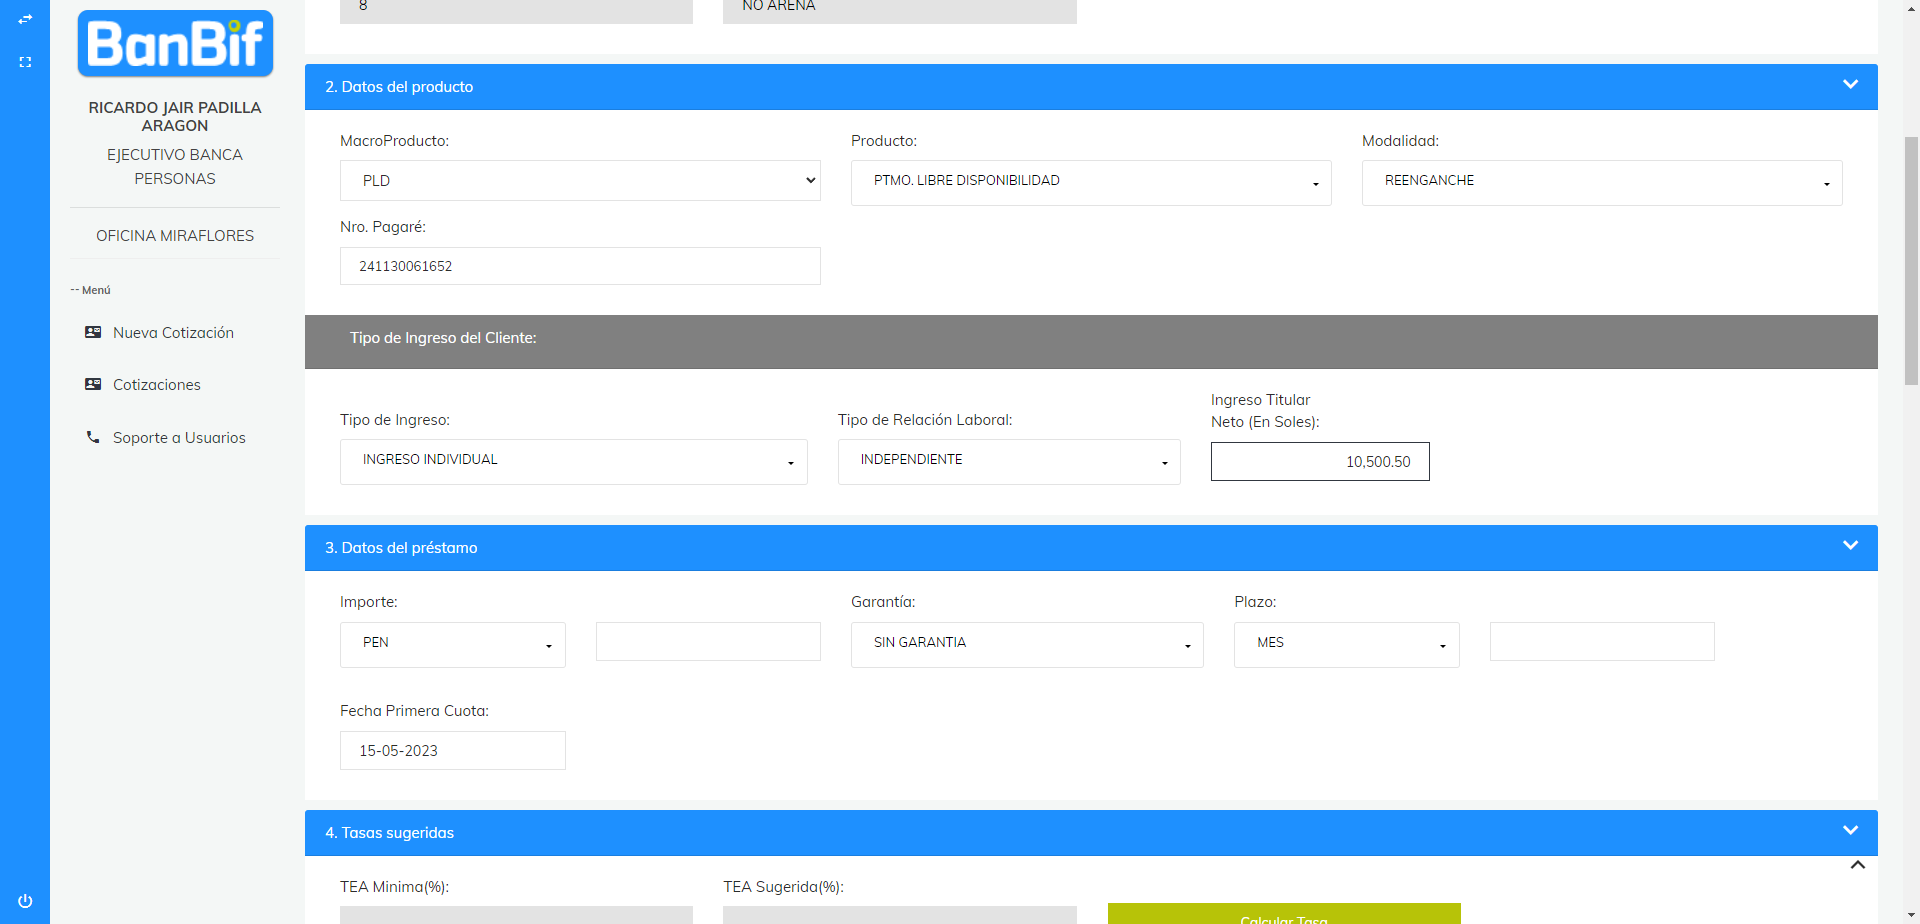 BanBif
RICARDO JAIR PADILLA
ARAGON
EJECUTIVO BANCA
PERSONAS
OFICINA MIRAFLORES
-- Menú
Nueva Cotización
Cotizaciones
Soporte a Usuarios
8
NO ARENA
2. Datos del producto
MacroProducto:
Producto:
Modalidad:
PLD
PTMO. LIBRE DISPONIBILIDAD
REENGANCHE
Nro. Pagaré:
241130061652
Tipo de Ingreso del Cliente:
Tipo de Ingreso:
Tipo de Relación Laboral:
Ingreso Titular
Neto (En Soles):
INGRESO INDIVIDUAL
INDEPENDIENTE
10,500.50
3. Datos del préstamo
Importe:
Garantía:
Plazo:
PEN
SIN GARANTIA
MES
Fecha Primera Cuota:
15-05-2023
4. Tasas sugeridas
TEA Minima(%):
TEA Sugerida(%):
Calcular Tasa